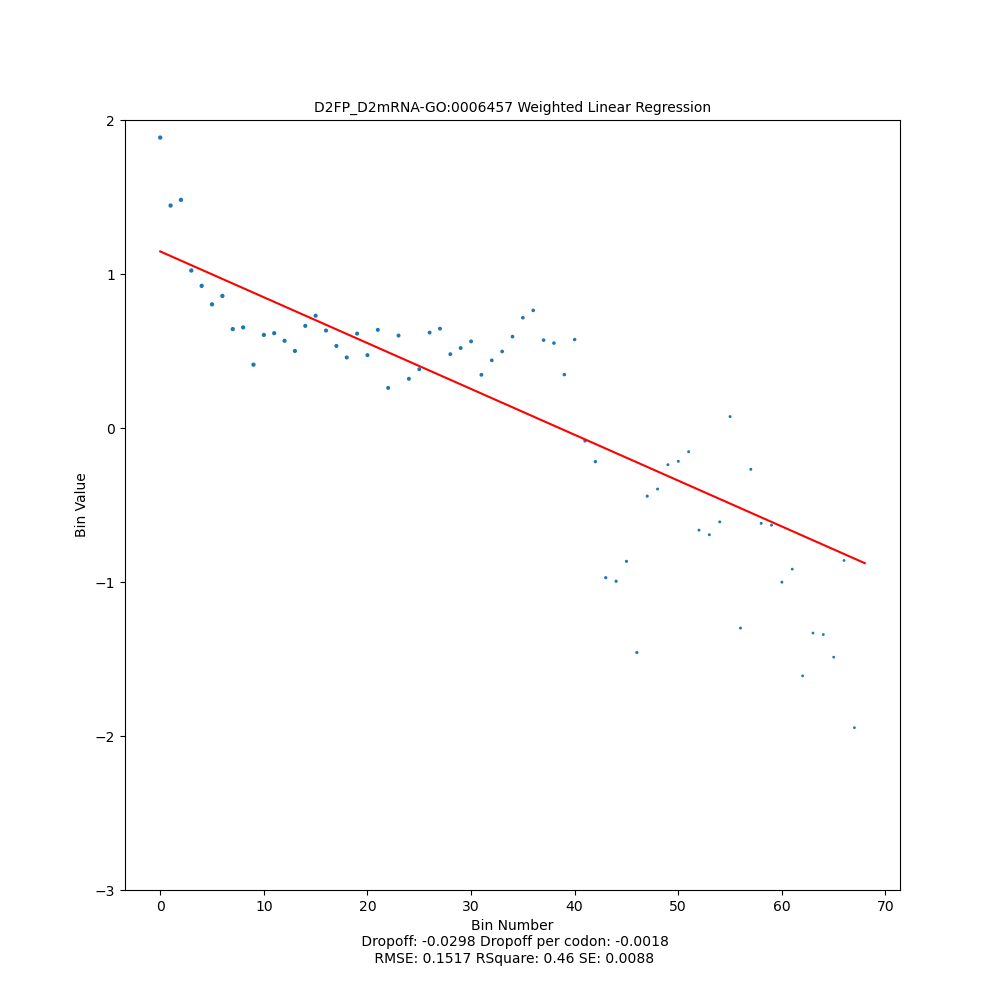 D2FP_D2mRNA-GO:0006457 Weighted Linear Regression
2
1
0
−1
−2
−3
Bin Value
0 10 20 30 40 50 60 70
Bin Number
Dropoff: -0.0298 Dropoff per codon: -0.0018
RMSE: 0.1517 RSquare: 0.46 SE: 0.0088